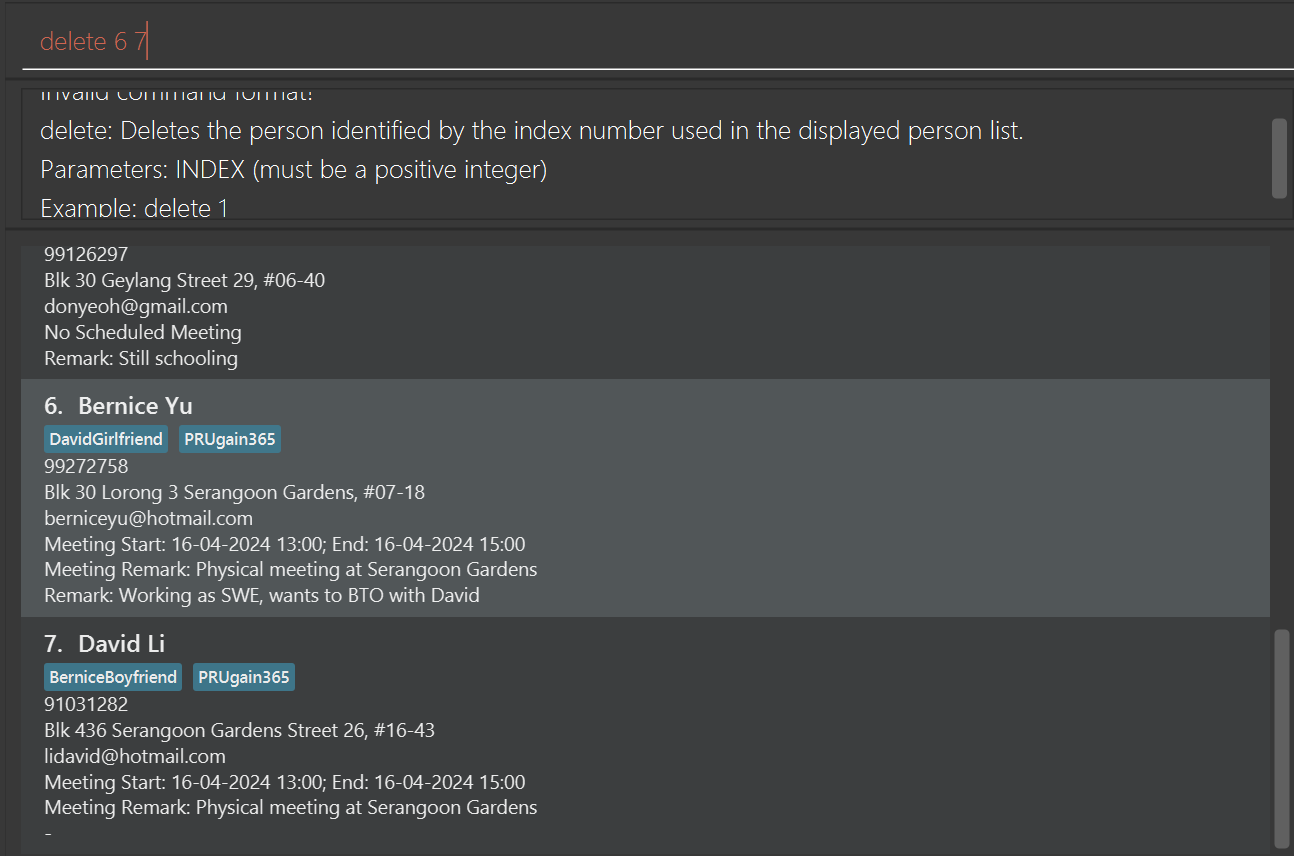 delete 6 7
Invalid command format!
delete: Deletes the person identified by the index number used in the displayed person list.
Parameters: INDEX (must be a positive integer)
Example: delete 1
99126297
Blk 30 Geylang Street 29, #06-40
donyeoh@gmail.com
No Scheduled Meeting
Remark: Still schooling
6. Bernice Yu
DavidGirlfriend PRUgain365
99272758
Blk 30 Lorong 3 Serangoon Gardens, #07-18
berniceyu@hotmail.com
Meeting Start: 16-04-2024 13:00; End: 16-04-2024 15:00
Meeting Remark: Physical meeting at Serangoon Gardens
Remark: Working as SWE, wants to BTO with David
7. David Li
BerniceBoyfriend PRUgain365
91031282
Blk 436 Serangoon Gardens Street 26, #16-43
lidavid@hotmail.com
Meeting Start: 16-04-2024 13:00; End: 16-04-2024 15:00
Meeting Remark: Physical meeting at Serangoon Gardens
-